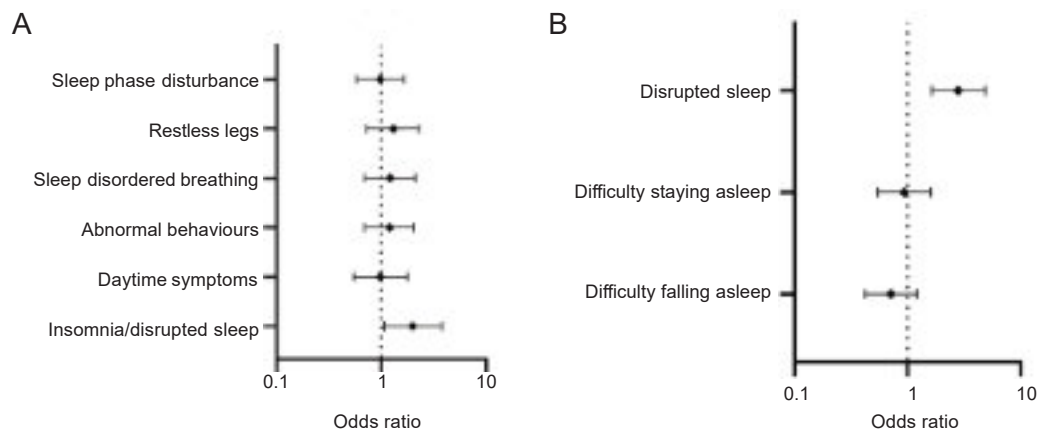 A
Sleep phase disturbance
Restless legs
Sleep disordered breathing
Abnormal behaviours
Daytime symptoms
Insomnia/disrupted sleep
0.1 1 10
Odds ratio
B
Disrupted sleep
Difficulty staying asleep
Difficulty falling asleep
0.1 1 10
Odds ratio